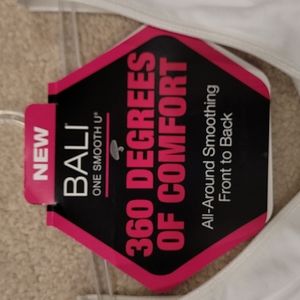 NEW
BALI®
ONE SMOOTH U®
360 DEGREES
OF COMFORT
All-Around Smoothing
Front to Back